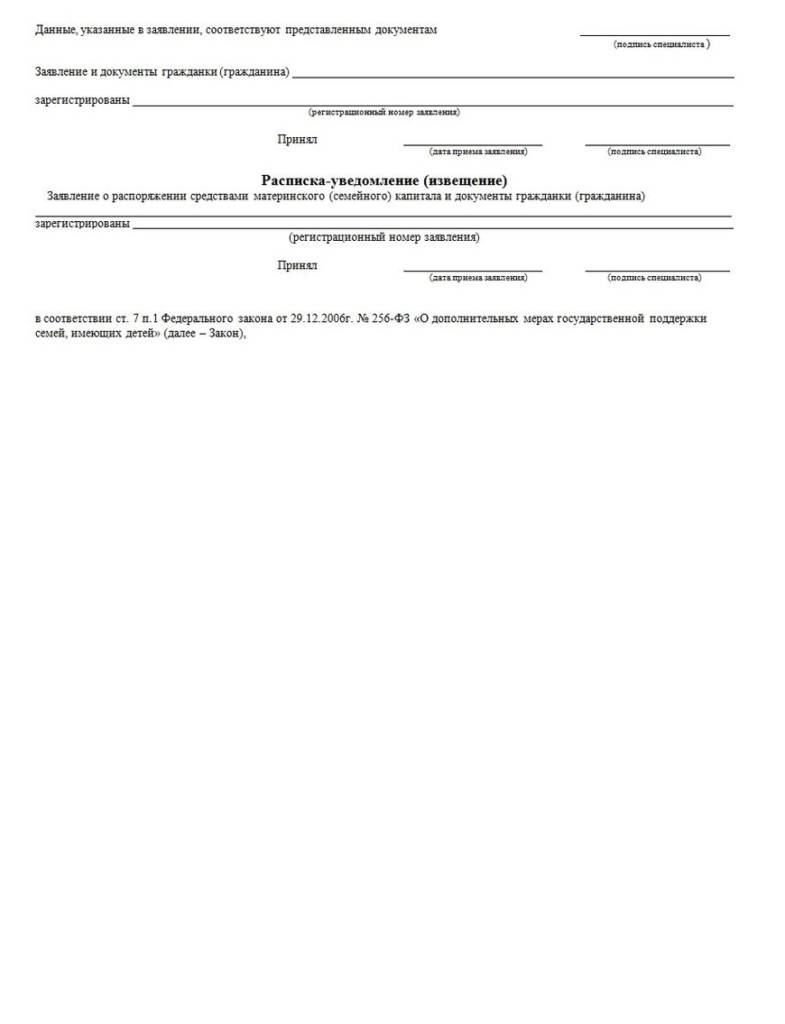 Данные, указанные в заявлении, соответствуют представленным документам
(подпись специалиста )
Заявление и документы гражданки (гражданина)
зарегистрированы
(регистрационный номер заявления)
Принял
(дата приема заявления) (подпись специалиста)
Расписка-уведомление (извещение)
Заявление о распоряжении средствами материнского (семейного) капитала и документы гражданки (гражданина)
зарегистрированы
(регистрационный номер заявления)
Принял
(дата приема заявления) (подпись специалиста)
в соответствии ст. 7 п.1 Федерального закона от 29.12.2006г. № 256-ФЗ «О дополнительных мерах государственной поддержки
семей, имеющих детей» (далее – Закон),